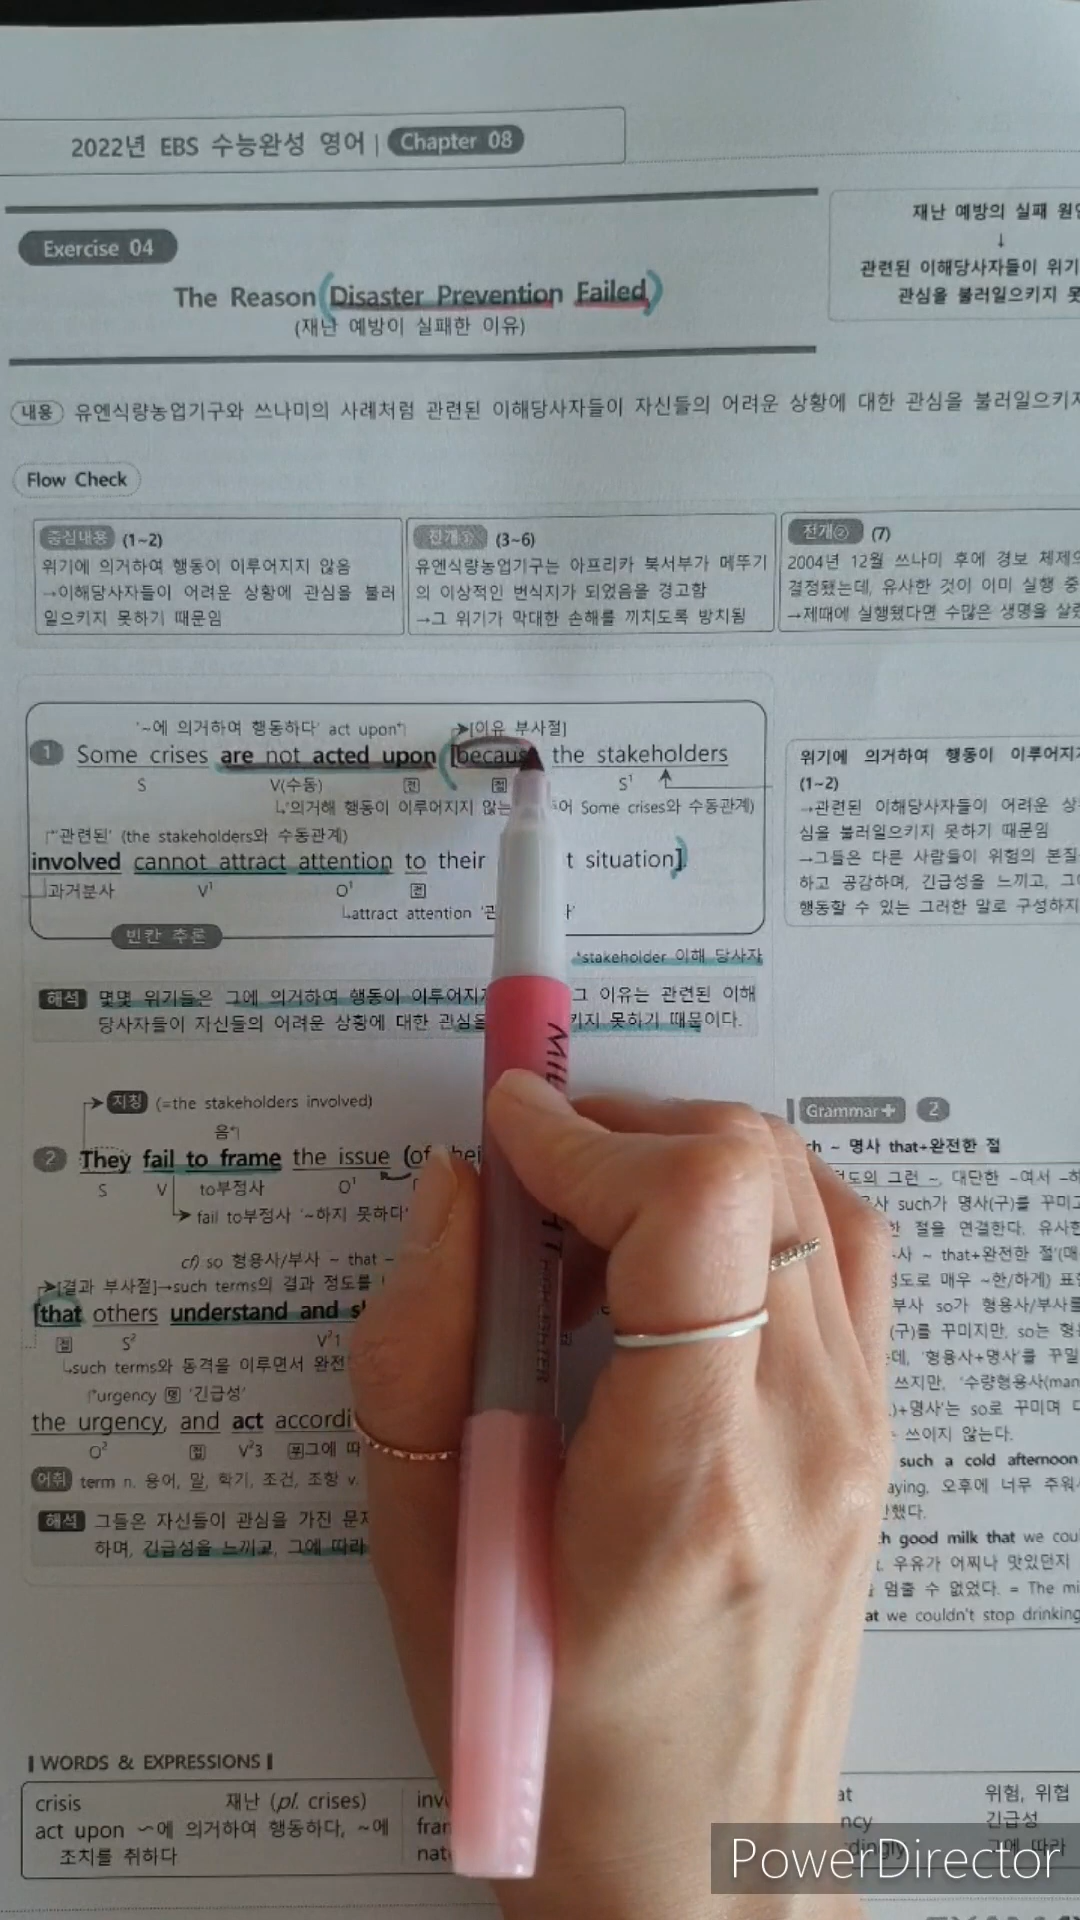 2022년 EBS 수능완성 영어 | Chapter 08
Exercise 04
The Reason (Disaster Prevention Failed)
(재난 예방이 실패한 이유)
재난 예방의 실패 원인
↓
관련된 이해당사자들이 위기
관심을 불러일으키지 못
내용 유엔식량농업기구와 쓰나미의 사례처럼 관련된 이해당사자들이 자신들의 어려운 상황에 대한 관심을 불러일으키지
Flow Check
중심내용 (1~2)
위기에 의거하여 행동이 이루어지지 않음
→이해당사자들이 어려운 상황에 관심을 불러
일으키지 못하기 때문임
전개① (3~6)
유엔식량농업기구는 아프리카 북서부가 메뚜기
의 이상적인 번식지가 되었음을 경고함
→그 위기가 막대한 손해를 끼치도록 방치됨
전개② (7)
2004년 12월 쓰나미 후에 경보 체제의
결정됐는데, 유사한 것이 이미 실행 중
→제때에 실행됐다면 수많은 생명을 살렸
'~에 의거하여 행동하다' act upon [이유 부사절]
1 Some crises are not acted upon [because the stakeholders
S V(수동) 전 접 S¹
'의거해 행동이 이루어지지 않는 어 Some crises와 수동관계)
'관련된' (the stakeholders와 수동관계)
involved cannot attract attention to their t situation].
과거분사 V¹ O¹ 전
attract attention
빈칸 추론
*stakeholder 이해 당사자
해석 몇몇 위기들은 그에 의거하여 행동이 이루어지지 그 이유는 관련된 이해
당사자들이 자신들의 어려운 상황에 대한 관심을 키지 못하기 때문이다.
위기에 의거하여 행동이 이루어지
(1~2)
→관련된 이해당사자들이 어려운 상
심을 불러일으키지 못하기 때문임
→그들은 다른 사람들이 위험의 본질
하고 공감하며, 긴급성을 느끼고, 그
행동할 수 있는 그러한 말로 구성하지
지칭 (=the stakeholders involved)
음
2 They fail to frame the issue (of
S V to부정사 O¹
fail to부정사 '~하지 못하다'
cf) so 형용사/부사 ~ that
[결과 부사절]→such terms의 결과 정도를
[that others understand and
접 S² V²1
such terms와 동격을 이루면서 완전
urgency 명 '긴급성'
the urgency, and act
O² 접 V²3 부 그에 따
어휘 term n. 용어, 말, 학기, 조건, 조항 v.
해석 그들은 자신들이 관심을 가진 문제
하며, 긴급성을 느끼고, 그에 따라
Grammar+ 2
~ 명사 that+완전한 절
정도의 그런 ~, 대단한 ~여서
such가 명사(구)를 꾸미고
한 절을 연결한다. 유사한
~ that+완전한 절'(매
정도로 매우 ~한/하게) 표현
부사 so가 형용사/부사를
(구)를 꾸미지만, so는 형용
'형용사+명사'를 꾸밀
쓰지만, '수량형용사(man
+명사'는 so로 꾸미며
쓰이지 않는다.
such a cold afternoon
오후에 너무 추워서
했다.
good milk that we coul
우유가 어찌나 맛있던지
멈출 수 없었다. = The mi
we couldn't stop drinking
WORDS & EXPRESSIONS
crisis 재난 (pl. crises)
act upon ~에 의거하여 행동하다, ~에
조치를 취하다
위험, 위협
긴급성
그에 따라
PowerDirector